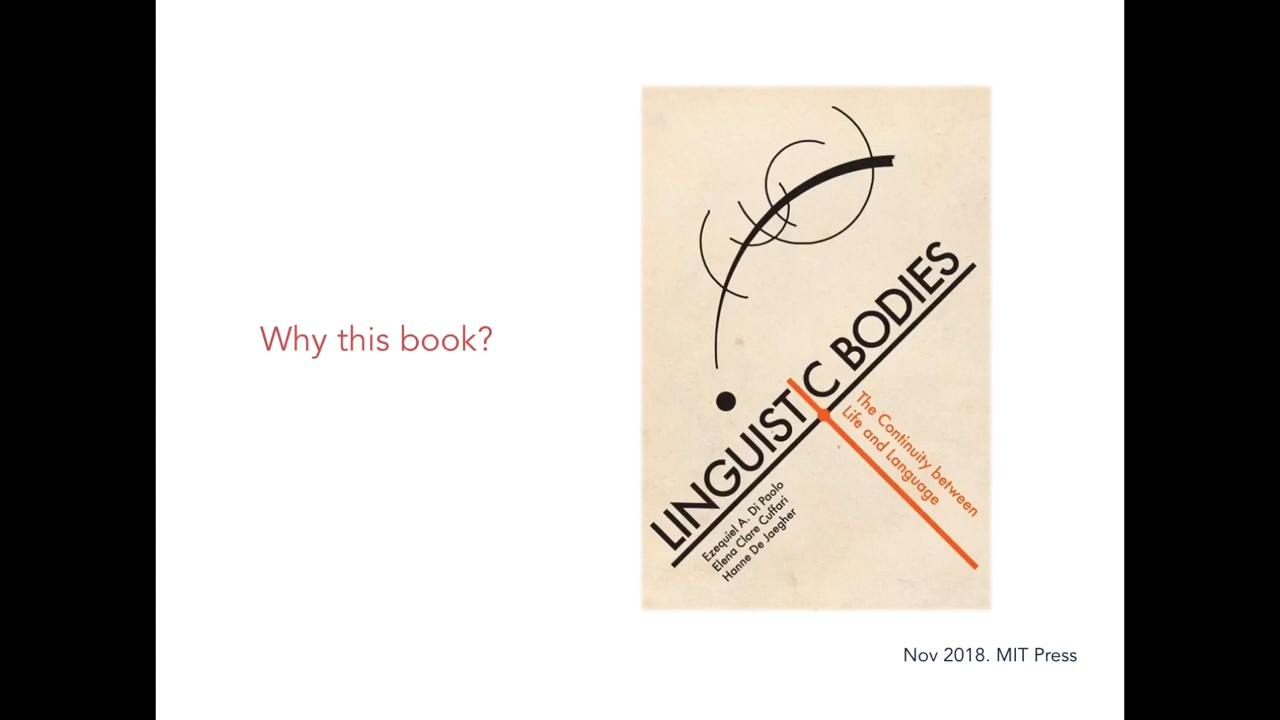 Why this book?
LINGUISTIC BODIES
The Continuity between
Life and Language
Ezequiel A. Di Paolo
Elena Clare Cuffari
Hanne De Jaegher
Nov 2018. MIT Press